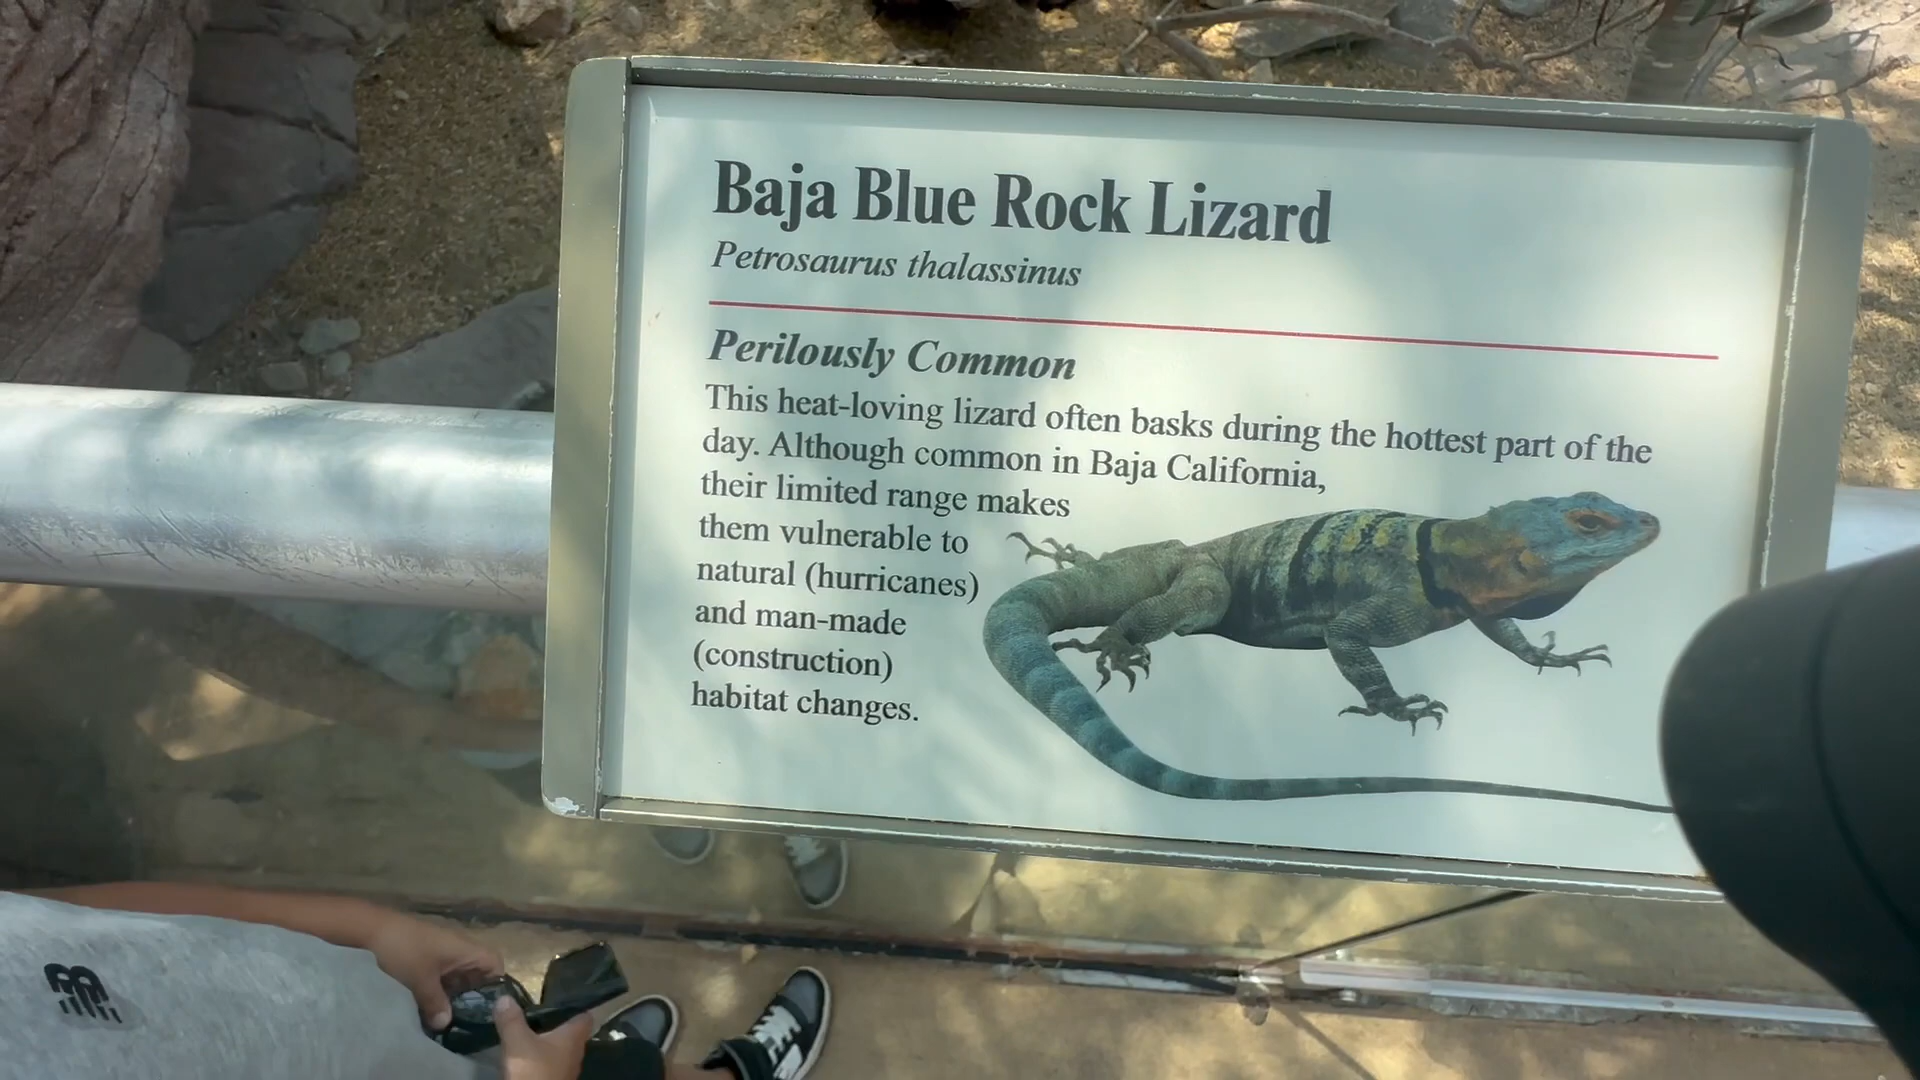 Baja Blue Rock Lizard
Petrosaurus thalassinus
Perilously Common
This heat-loving lizard often basks during the hottest part of the
day. Although common in Baja California,
their limited range makes
them vulnerable to
natural (hurricanes)
and man-made
(construction)
habitat changes.